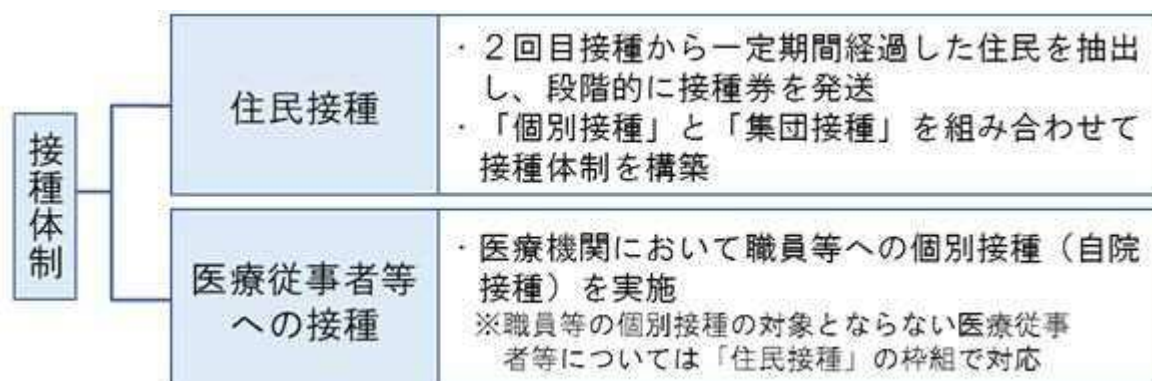 接種体制
住民接種
・２回目接種から一定期間経過した住民を抽出
し、段階的に接種券を発送
・「個別接種」と「集団接種」を組み合わせて
接種体制を構築
医療従事者等
への接種
・医療機関において職員等への個別接種（自院
接種）を実施
※職員等の個別接種の対象とならない医療従事
者等については「住民接種」の枠組で対応